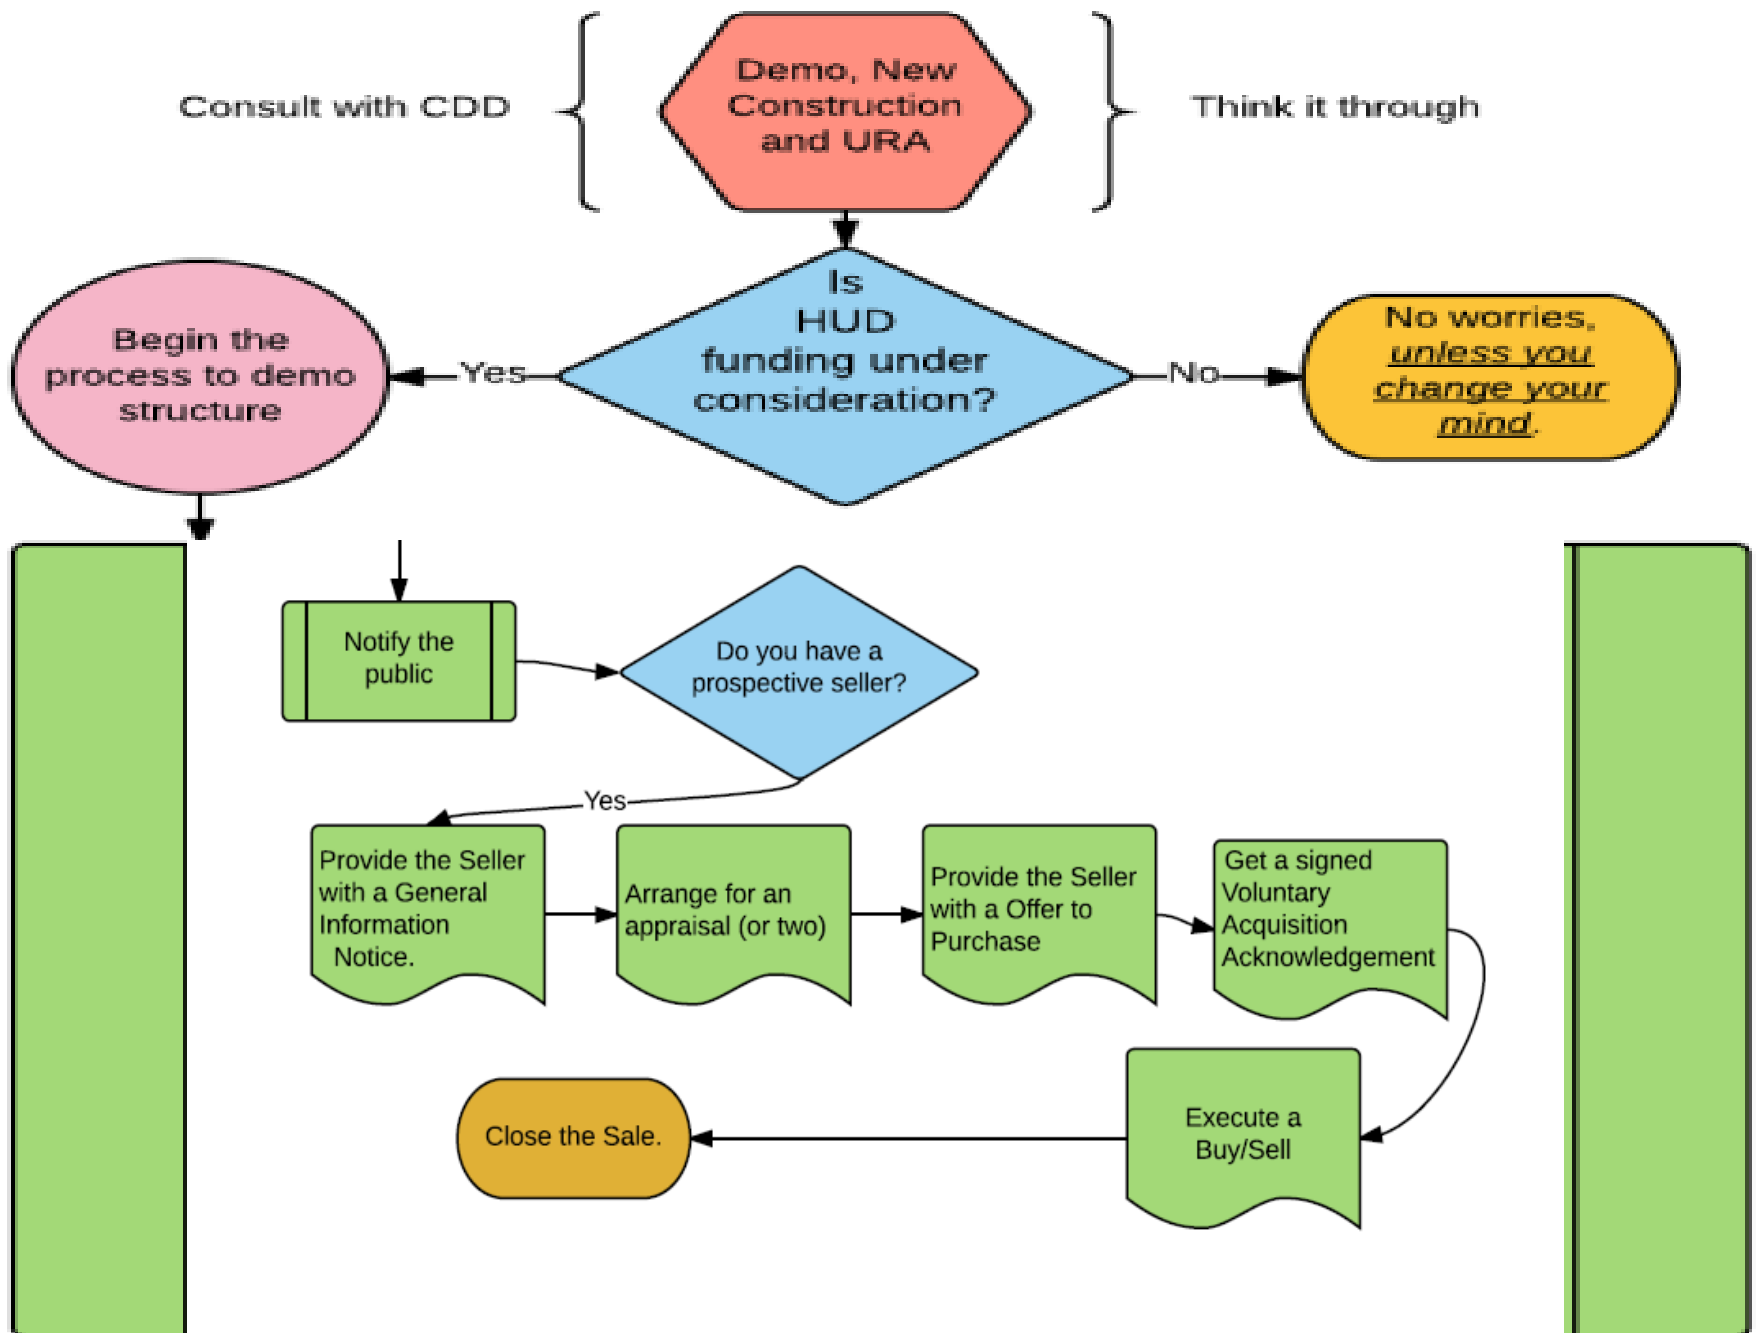 Consult with CDD
Demo, New
Construction
and URA
Think it through
Is
HUD
funding under
consideration?
Yes
No
Begin the
process to demo
structure
No worries,
unless you
change your
mind.
Notify the
public
Do you have a
prospective seller?
Yes
Provide the Seller
with a General
Information
Notice.
Arrange for an
appraisal (or two)
Provide the Seller
with a Offer to
Purchase
Get a signed
Voluntary
Acquisition
Acknowledgement
Execute a
Buy/Sell
Close the Sale.